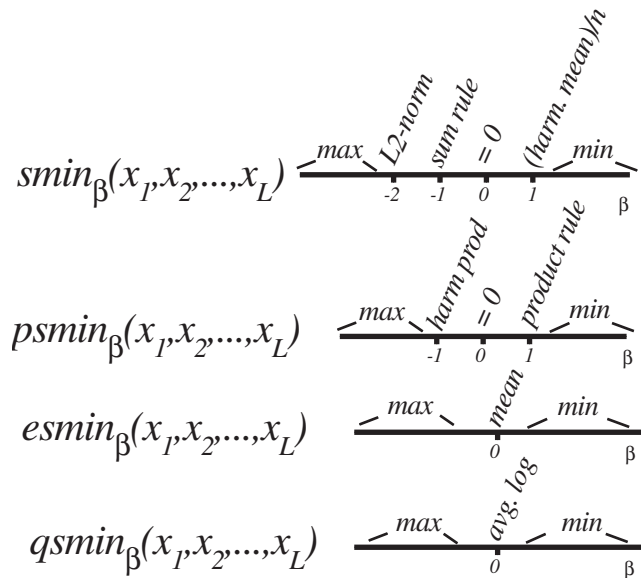 L2-norm sum rule = 0 (harm. mean)/n
max min
smin_β(x_1,x_2,...,x_L)
-2 -1 0 1 β
harm prod = 0 product rule
max min
psmin_β(x_1,x_2,...,x_L)
-1 0 1 β
mean
max min
esmin_β(x_1,x_2,...,x_L)
0 β
avg. log
max min
qsmin_β(x_1,x_2,...,x_L)
0 β